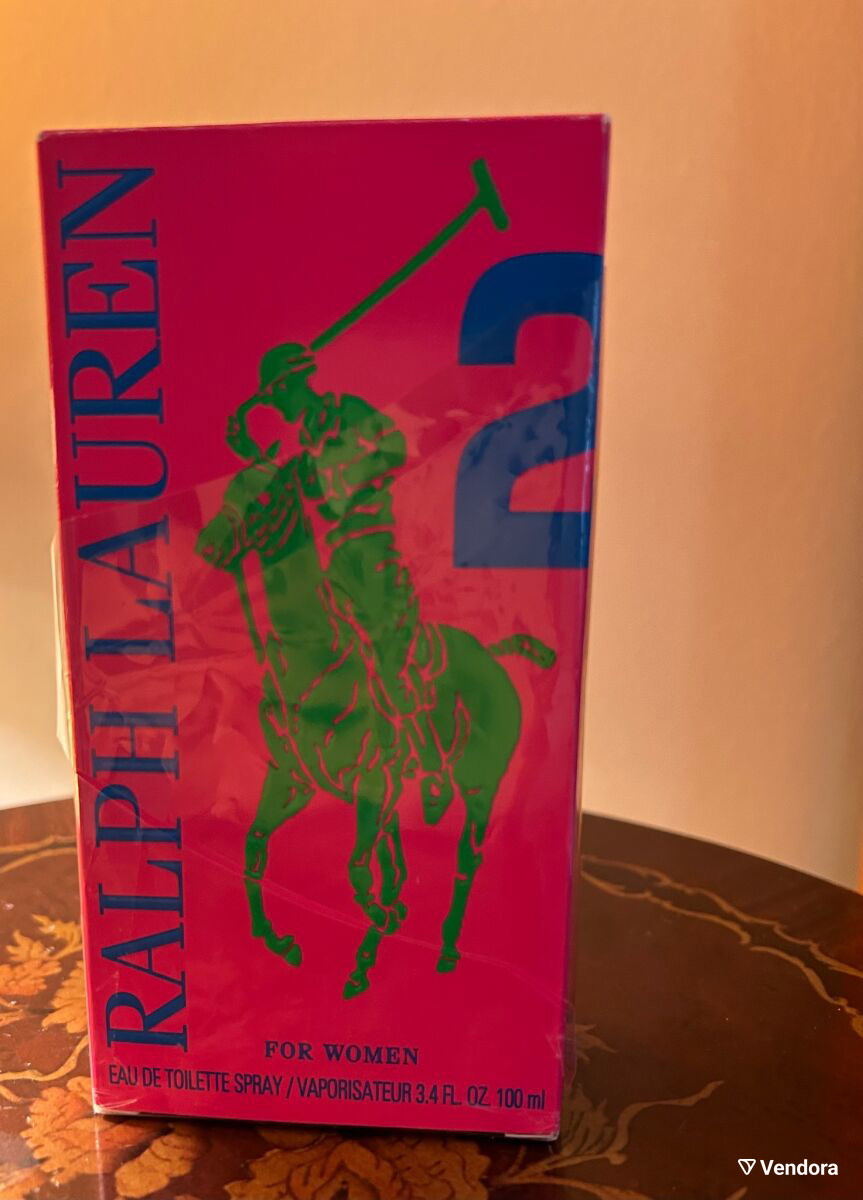 RALPH LAUREN
2
FOR WOMEN
EAU DE TOILETTE SPRAY / VAPORISATEUR 3.4 FL. OZ. 100 ml
Vendora